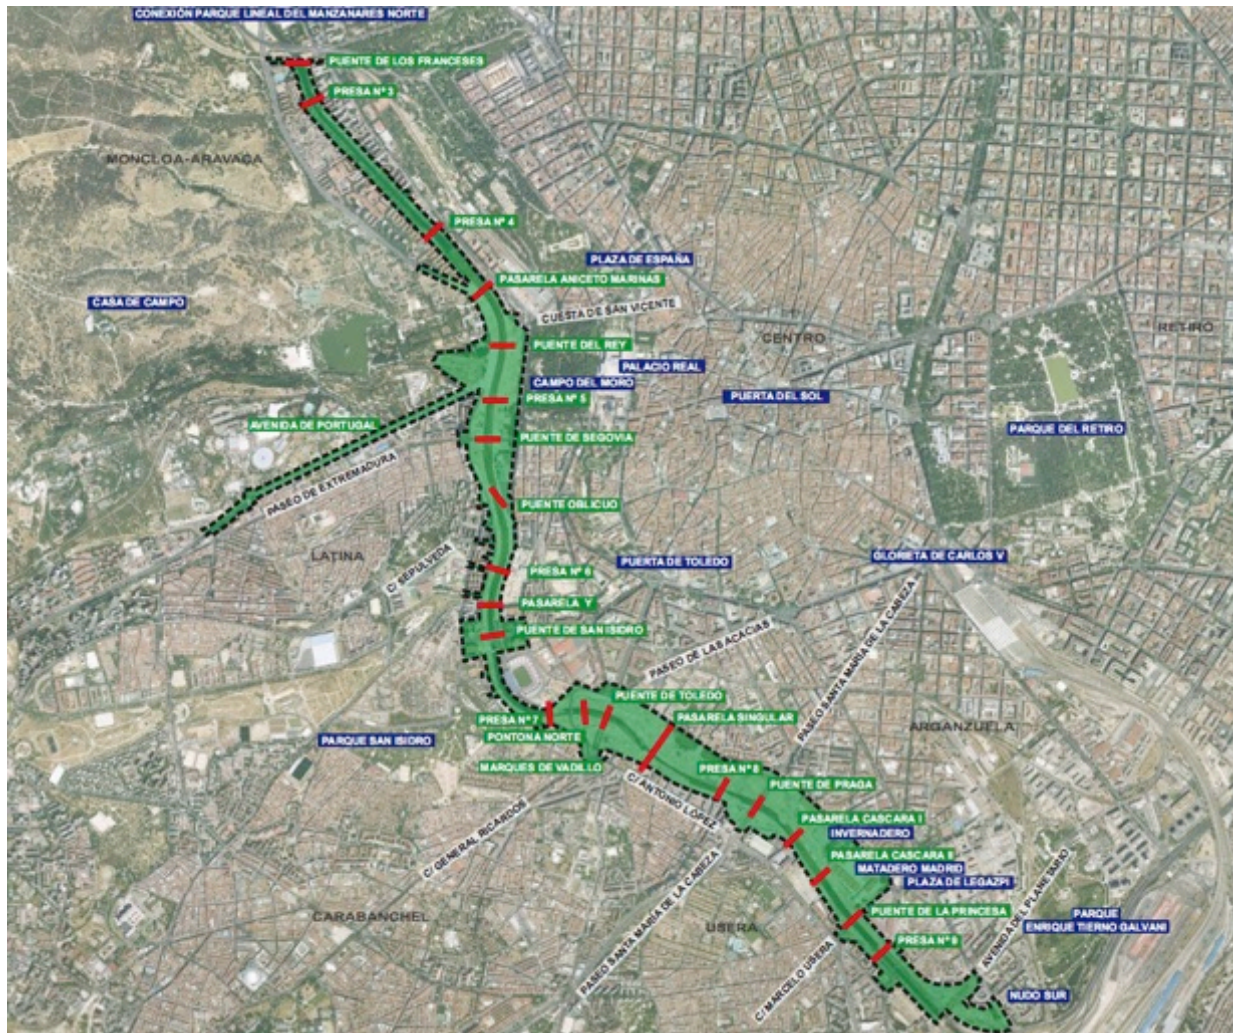 CONEXIÓN PARQUE LINEAL DEL MANZANARES NORTE
PUENTE DE LOS FRANCESES
PRESA Nº 3
MONCLOA-ARAVACA
PRESA Nº 4
PLAZA DE ESPAÑA
PASARELA ANICETO MARINAS
CASA DE CAMPO
CUESTA DE SAN VICENTE
RETIRO
CENTRO
PUENTE DEL REY
PALACIO REAL
CAMPO DEL MORO
PUERTA DEL SOL
PRESA Nº 5
AVENIDA DE PORTUGAL
PARQUE DEL RETIRO
PUENTE DE SEGOVIA
PASEO DE EXTREMADURA
PUENTE OBLICUO
LATINA
C/ SEPÚLVEDA
PUERTA DE TOLEDO
GLORIETA DE CARLOS V
PRESA Nº 6
PASARELA Y
PUENTE DE SAN ISIDRO
PASEO DE LAS ACACIAS
PASEO SANTA MARÍA DE LA CABEZA
PUENTE DE TOLEDO
PRESA Nº 7
PASARELA SINGULAR
ARGANZUELA
PONTONA NORTE
PARQUE SAN ISIDRO
MARQUES DE VADILLO
PRESA Nº 8
PUENTE DE PRAGA
C/ ANTONIO LÓPEZ
PASARELA CASCARA I
INVERNADERO
C/ GENERAL RICARDOS
PASARELA CASCARA II
MATADERO MADRID
PLAZA DE LEGAZPI
PASEO SANTA MARÍA DE LA CABEZA
AVENIDA DEL PLANETARIO
CARABANCHEL
USERA
PUENTE DE LA PRINCESA
PARQUE
ENRIQUE TIERNO GALVANI
PRESA Nº 9
C/ MARCELO USERA
NUDO SUR